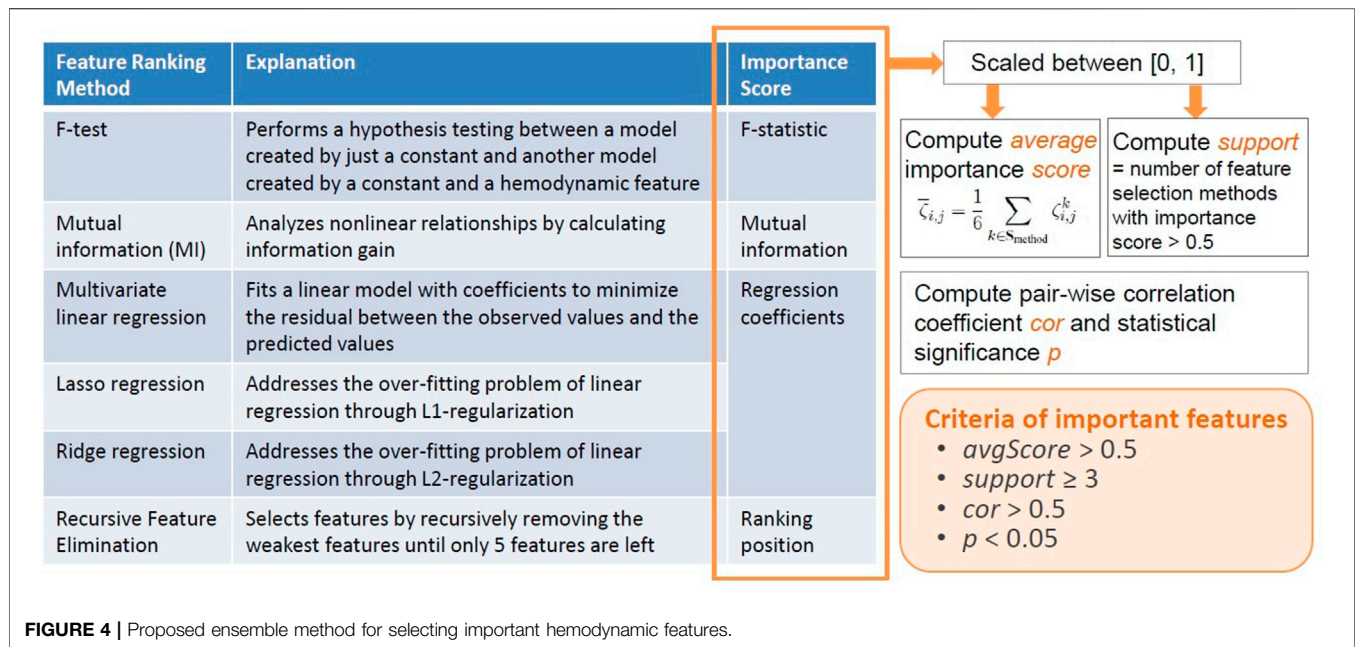 Feature Ranking
Method
Explanation
Importance
Score
F-test
Performs a hypothesis testing between a model
created by just a constant and another model
created by a constant and a hemodynamic feature
F-statistic
Mutual
information (MI)
Analyzes nonlinear relationships by calculating
information gain
Mutual
information
Multivariate
linear regression
Fits a linear model with coefficients to minimize
the residual between the observed values and the
predicted values
Regression
coefficients
Lasso regression
Addresses the over-fitting problem of linear
regression through L1-regularization
Ridge regression
Addresses the over-fitting problem of linear
regression through L2-regularization
Recursive Feature
Elimination
Selects features by recursively removing the
weakest features until only 5 features are left
Ranking
position
Scaled between [0, 1]
Compute average
importance score
ζ̅i,j = 1/6 ∑ k∈Smethod ζ^k i,j
Compute support
= number of feature
selection methods
with importance
score > 0.5
Compute pair-wise correlation
coefficient cor and statistical
significance p
Criteria of important features
• avgScore > 0.5
• support ≥ 3
• cor > 0.5
• p < 0.05
FIGURE 4 | Proposed ensemble method for selecting important hemodynamic features.